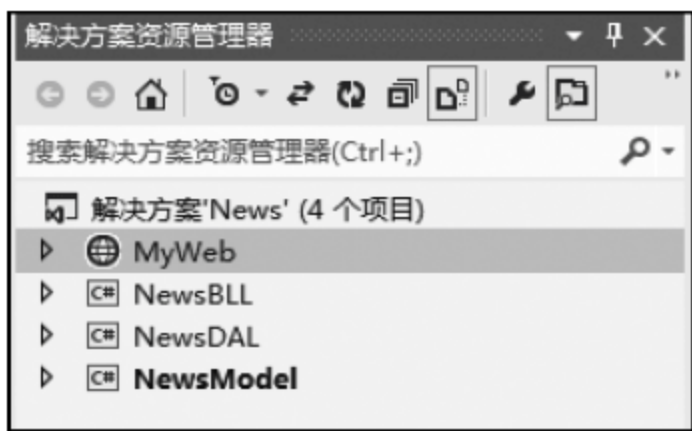 解决方案资源管理器
搜索解决方案资源管理器(Ctrl+;)
解决方案'News' (4 个项目)
MyWeb
C# NewsBLL
C# NewsDAL
C# NewsModel